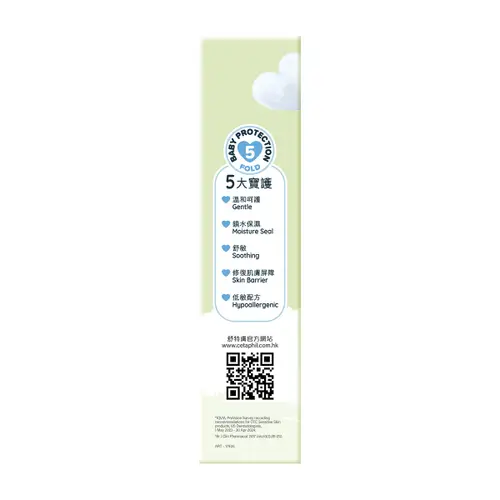 BABY PROTECTION
5
FOLD
5大寶護
溫和呵護
Gentle
鎖水保濕
Moisture Seal
舒敏
Soothing
修復肌膚屏障
Skin Barrier
低敏配方
Hypoallergenic
舒特膚官方網站
www.cetaphil.com.hk